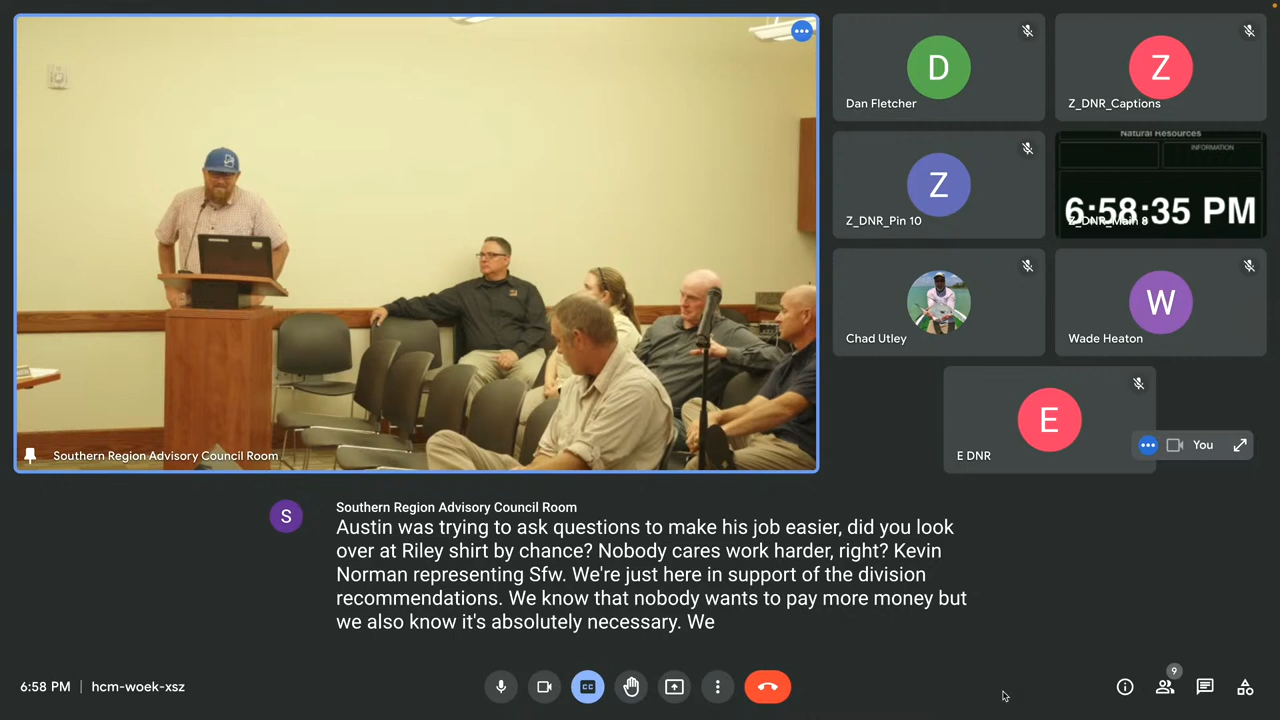 D
Dan Fletcher
Z
Z_DNR_Captions
Z
Z_DNR_Pin 10
Natural Resources
INFORMATION
6:58:35 PM
Z_DNR_Main 8
Chad Utley
W
Wade Heaton
E
E DNR
You
Southern Region Advisory Council Room
S
Southern Region Advisory Council Room
Austin was trying to ask questions to make his job easier, did you look
over at Riley shirt by chance? Nobody cares work harder, right? Kevin
Norman representing Sfw. We're just here in support of the division
recommendations. We know that nobody wants to pay more money but
we also know it's absolutely necessary. We
6:58 PM | hcm-woek-xsz
CC
9